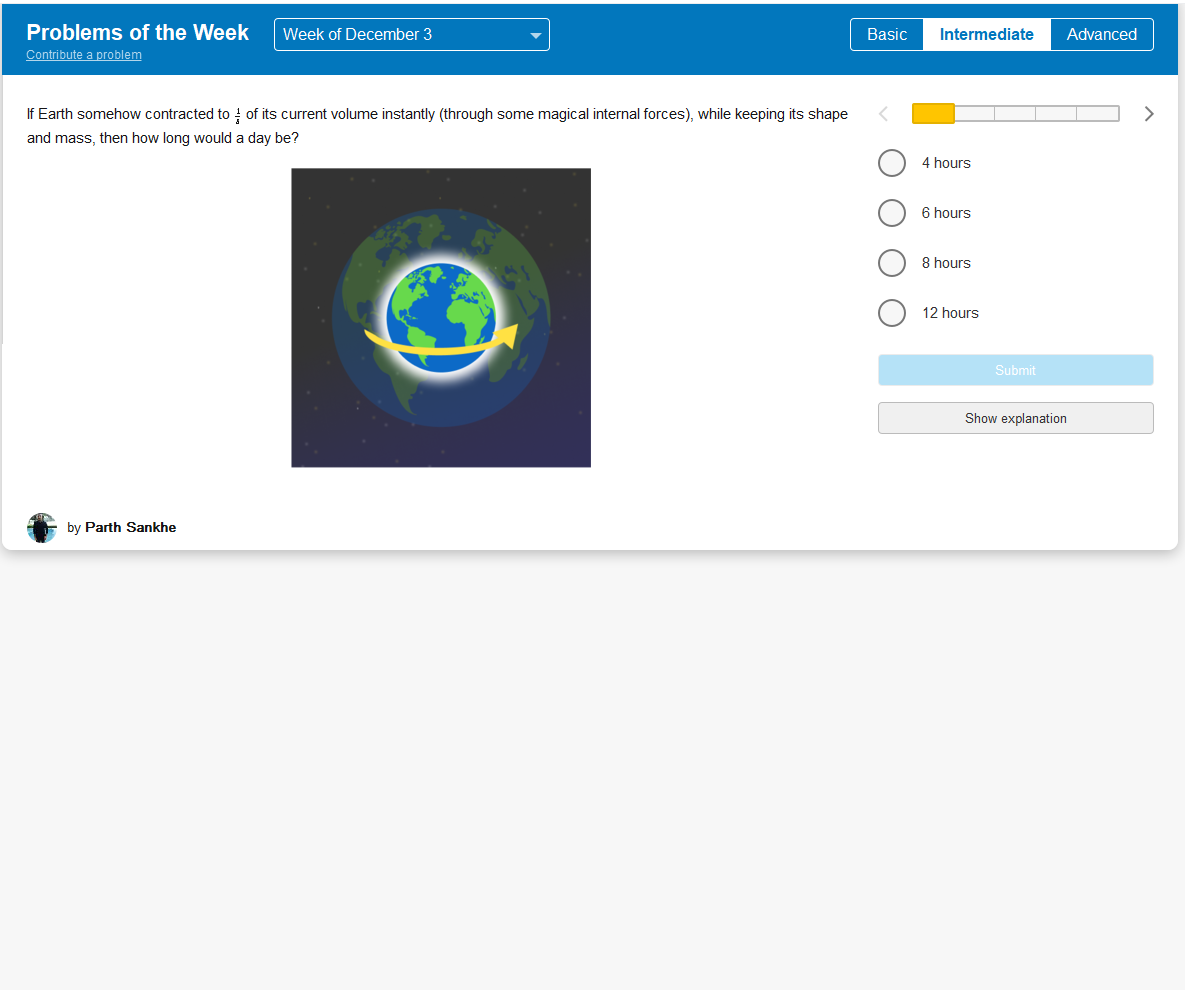 Problems of the Week
Contribute a problem
Week of December 3
Basic
Intermediate
Advanced
If Earth somehow contracted to 1/8 of its current volume instantly (through some magical internal forces), while keeping its shape
and mass, then how long would a day be?
4 hours
6 hours
8 hours
12 hours
Submit
Show explanation
by Parth Sankhe